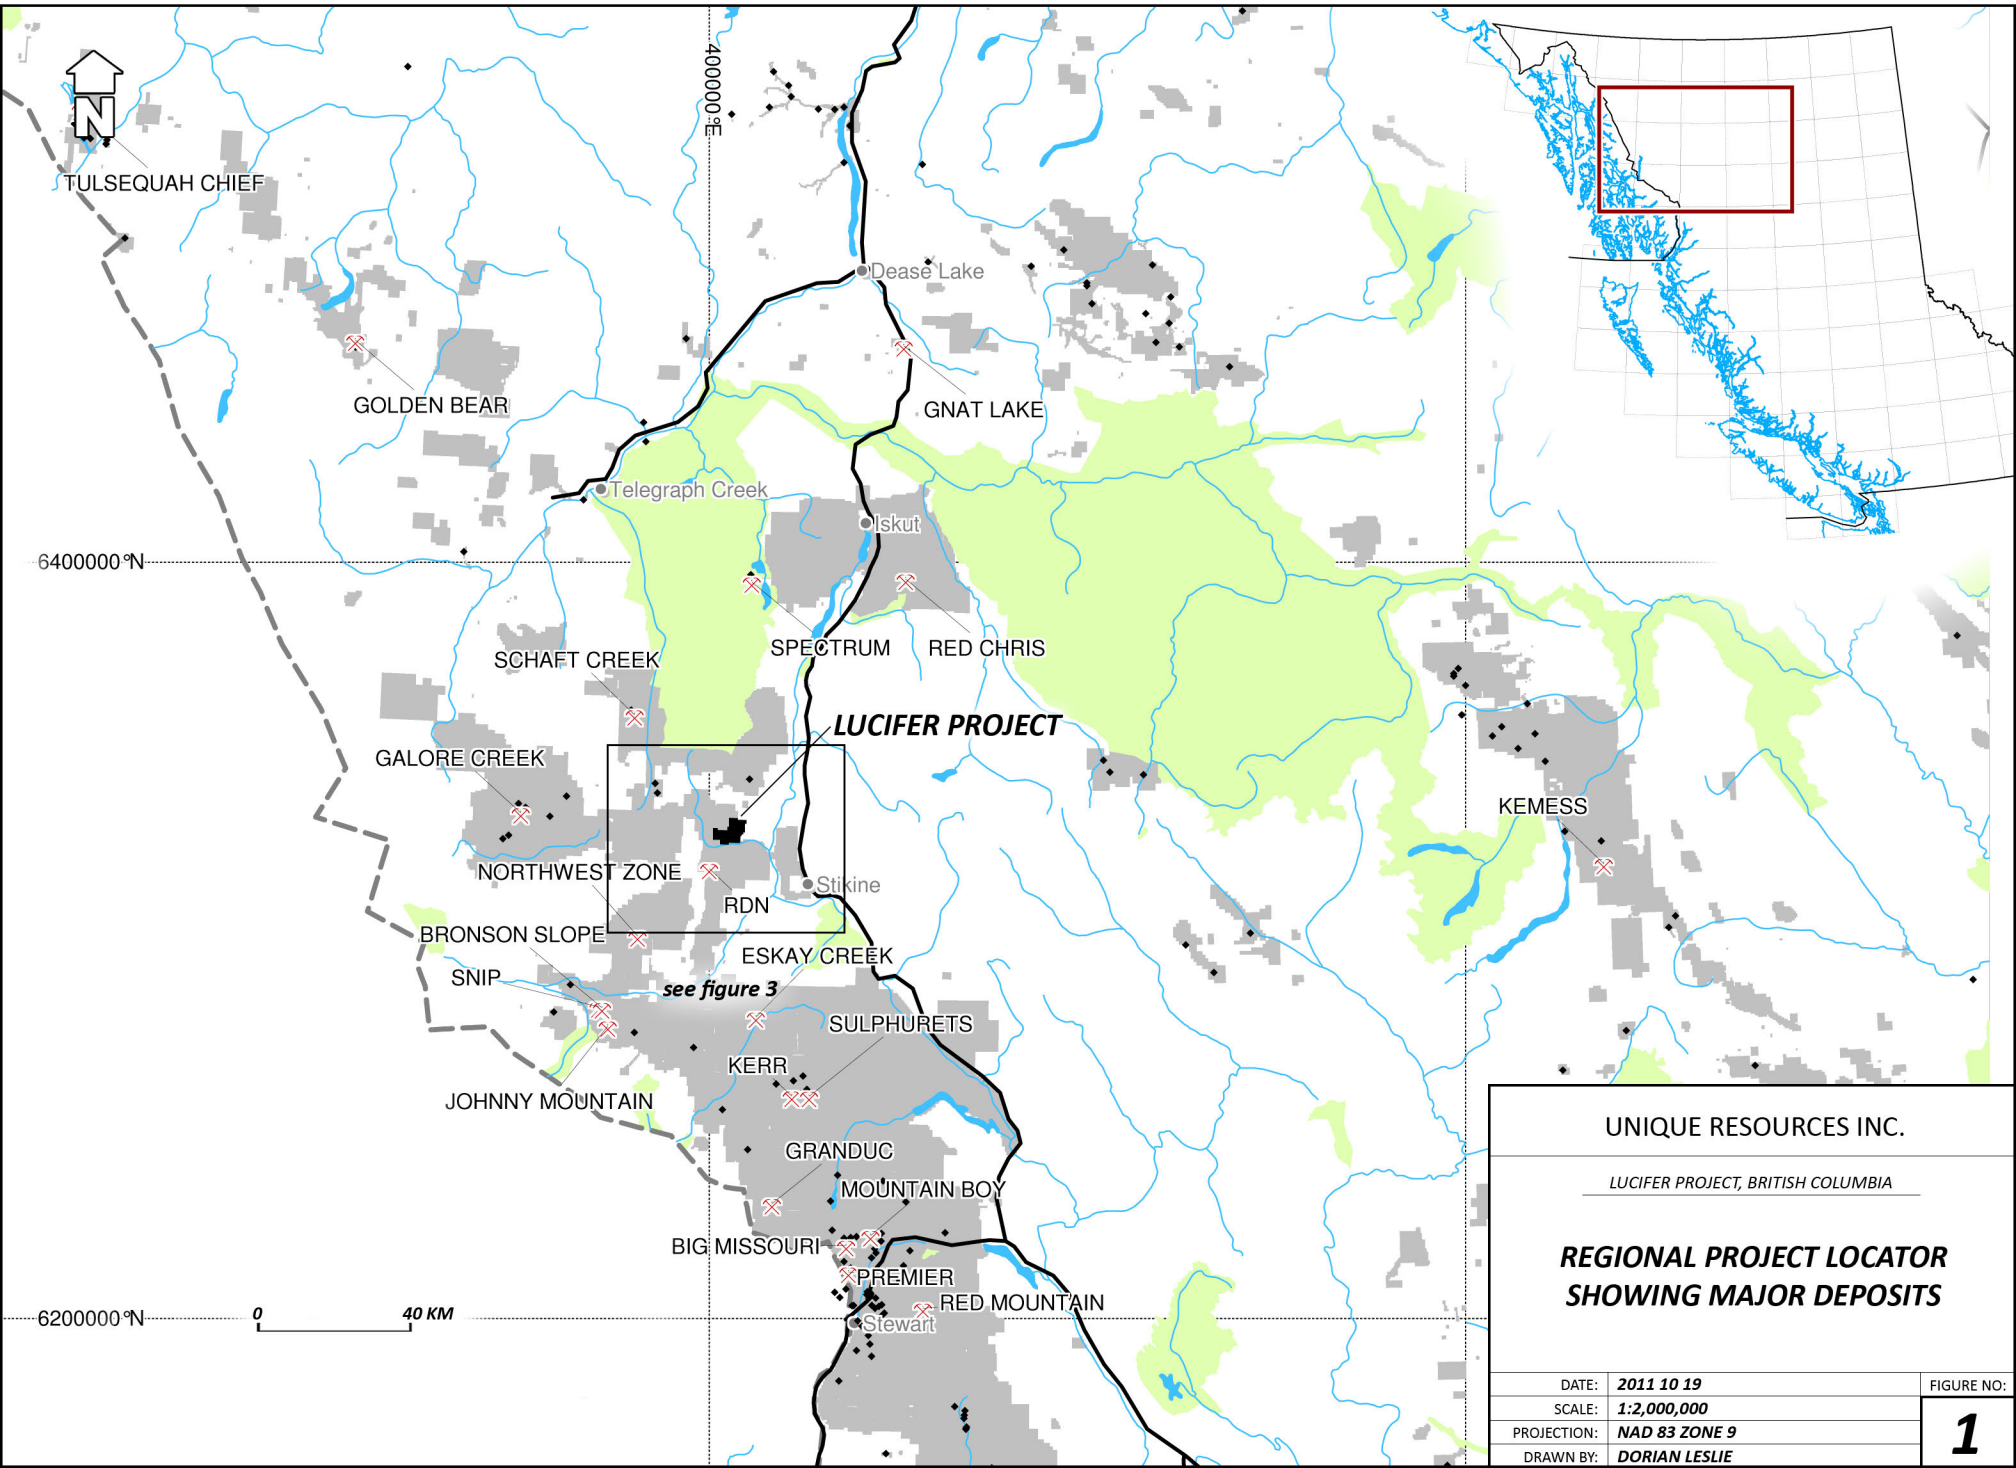 400000°E
N
TULSEQUAH CHIEF
Dease Lake
GOLDEN BEAR
GNAT LAKE
Telegraph Creek
Iskut
6400000°N
SPECTRUM
RED CHRIS
SCHAFT CREEK
LUCIFER PROJECT
GALORE CREEK
KEMESS
NORTHWEST ZONE
Stikine
RDN
BRONSON SLOPE
ESKAY CREEK
SNIP
see figure 3
SULPHURETS
KERR
JOHNNY MOUNTAIN
GRANDUC
MOUNTAIN BOY
BIG MISSOURI
PREMIER
RED MOUNTAIN
6200000°N
0 40 KM
Stewart
UNIQUE RESOURCES INC.
LUCIFER PROJECT, BRITISH COLUMBIA
REGIONAL PROJECT LOCATOR
SHOWING MAJOR DEPOSITS
DATE: 2011 10 19
FIGURE NO:
SCALE: 1:2,000,000
PROJECTION: NAD 83 ZONE 9
DRAWN BY: DORIAN LESLIE
1